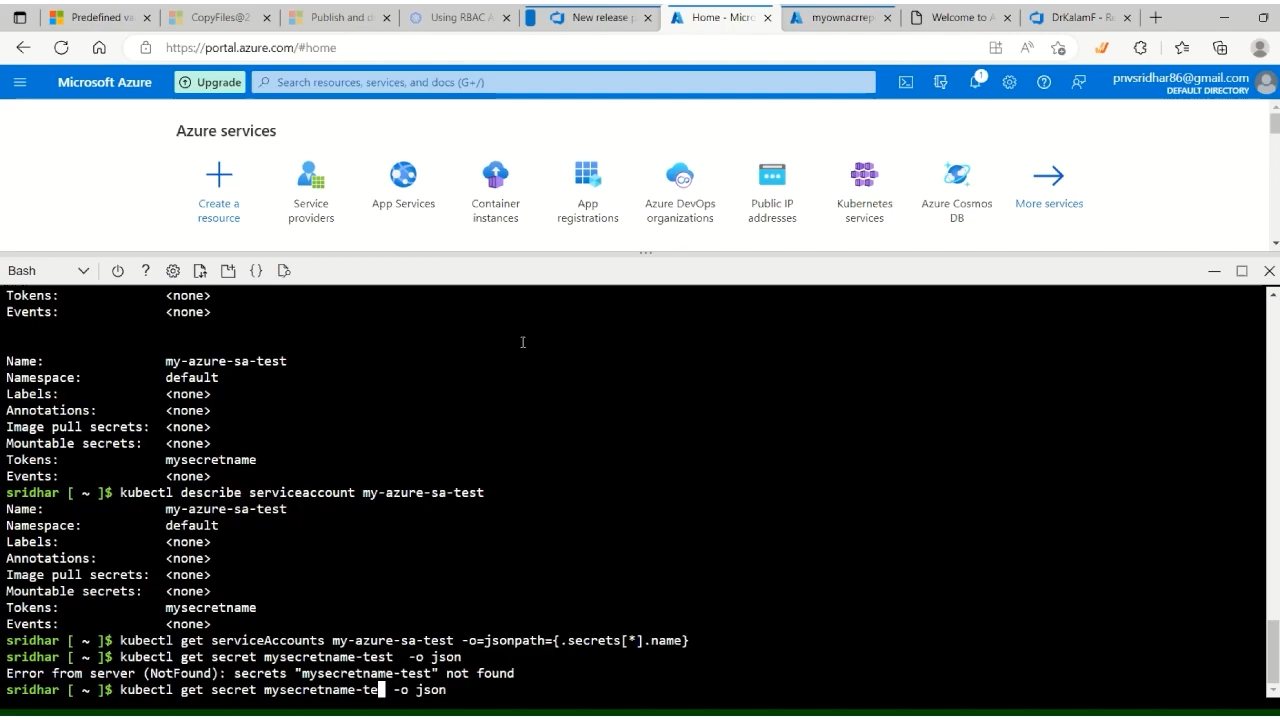 Predefined va
CopyFiles@2
Publish and d
Using RBAC A
New release p
Home - Micro
myownacrrep
Welcome to A
DrKalamF - Re
https://portal.azure.com/#home
Microsoft Azure
Upgrade
Search resources, services, and docs (G+/)
1
pnvsridhar86@gmail.com
DEFAULT DIRECTORY
Azure services
Create a resource
Service providers
App Services
Container instances
App registrations
Azure DevOps organizations
Public IP addresses
Kubernetes services
Azure Cosmos DB
More services
Bash
Tokens: <none>
Events: <none>
Name: my-azure-sa-test
Namespace: default
Labels: <none>
Annotations: <none>
Image pull secrets: <none>
Mountable secrets: <none>
Tokens: mysecretname
Events: <none>
sridhar [ ~ ]$ kubectl describe serviceaccount my-azure-sa-test
Name: my-azure-sa-test
Namespace: default
Labels: <none>
Annotations: <none>
Image pull secrets: <none>
Mountable secrets: <none>
Tokens: mysecretname
Events: <none>
sridhar [ ~ ]$ kubectl get serviceAccounts my-azure-sa-test -o=jsonpath={.secrets[*].name}
sridhar [ ~ ]$ kubectl get secret mysecretname-test -o json
Error from server (NotFound): secrets "mysecretname-test" not found
sridhar [ ~ ]$ kubectl get secret mysecretname-te -o json